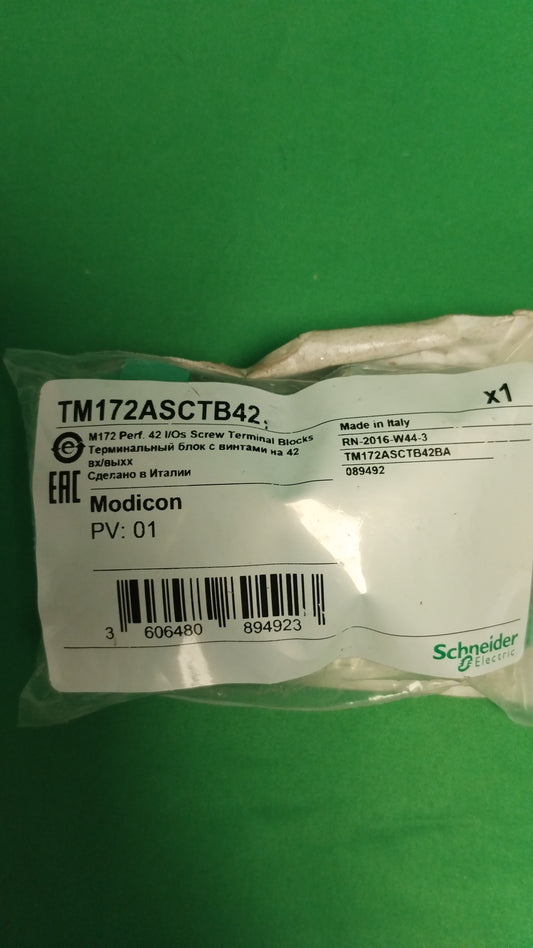 TM172ASCTB42
x1
M172 Perf. 42 I/Os Screw Terminal Blocks
Терминальный блок с винтами на 42
вх/выхх
Сделано в Италии
Made in Italy
RN-2016-W44-3
TM172ASCTB42BA
089492
EAC
Modicon
PV: 01
3 606480 894923
Schneider
Electric